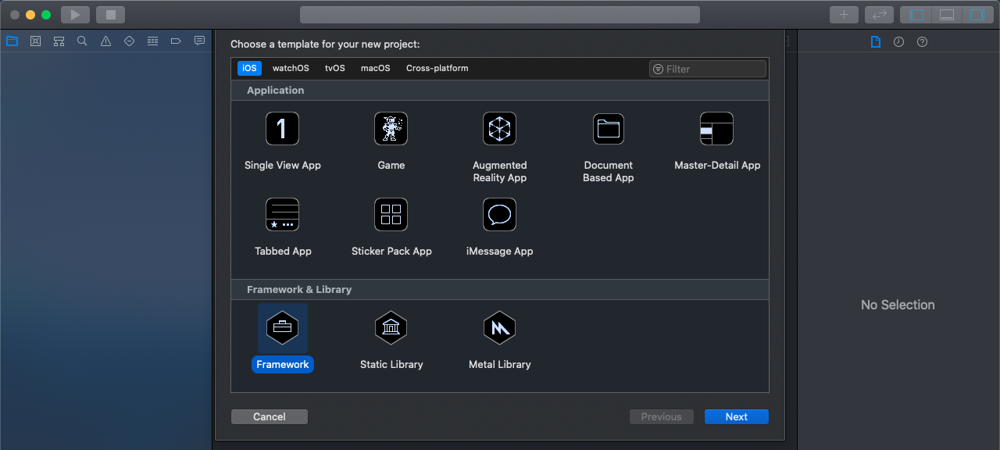 Choose a template for your new project:
iOS watchOS tvOS macOS Cross-platform Filter
Application
1
Single View App Game Augmented Reality App Document Based App Master-Detail App
Tabbed App Sticker Pack App iMessage App
Framework & Library
Framework Static Library Metal Library
No Selection
Cancel Previous Next